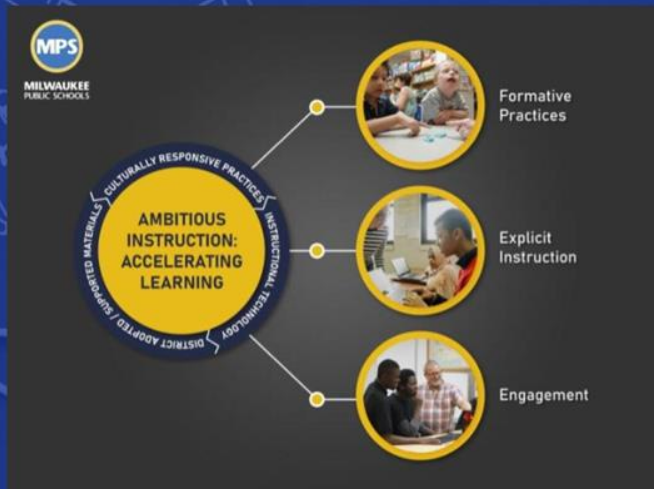 MPS
MILWAUKEE
PUBLIC SCHOOLS
CULTURALLY RESPONSIVE PRACTICES
INSTRUCTIONAL TECHNOLOGY
DISTRICT ADOPTED / SUPPORTED MATERIALS
AMBITIOUS
INSTRUCTION:
ACCELERATING
LEARNING
Formative
Practices
Explicit
Instruction
Engagement